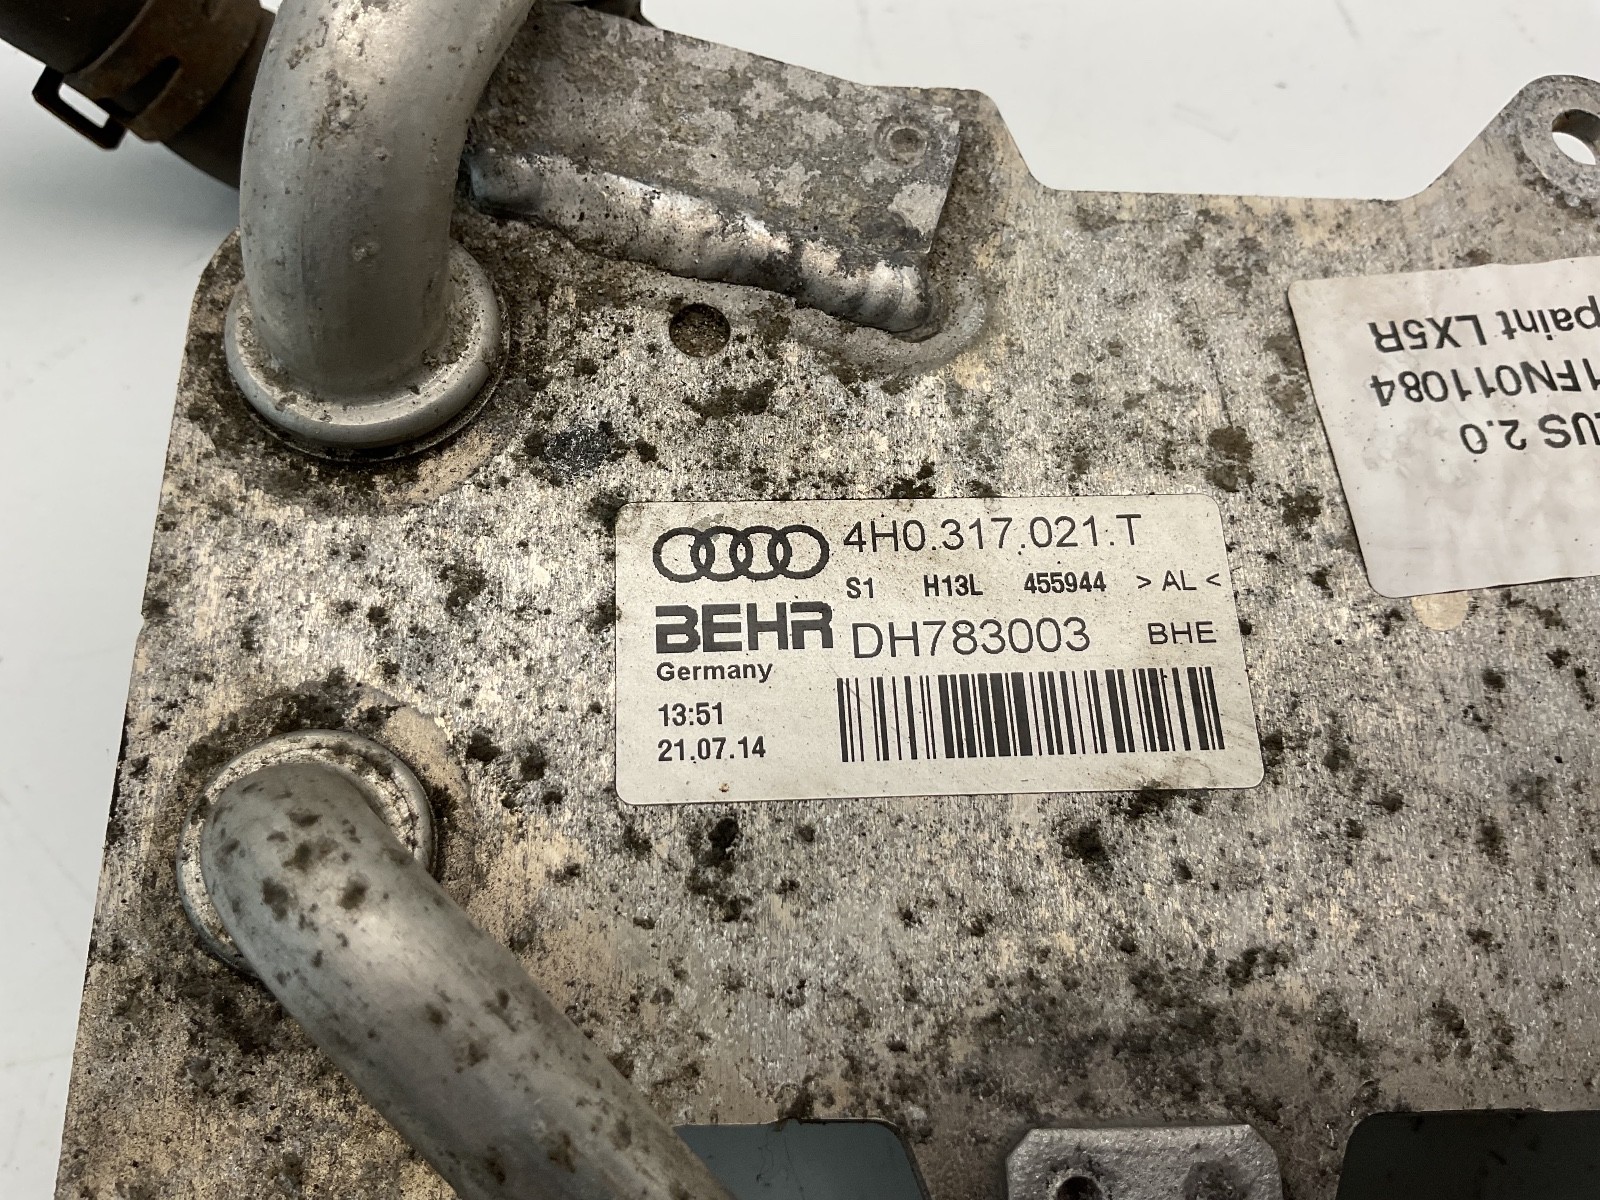 4H0.317.021.T
S1 H13L 455944 > AL <
BEHR DH783003 BHE
Germany
13:51
21.07.14
US 2.0
1FN011084
paint LX5R